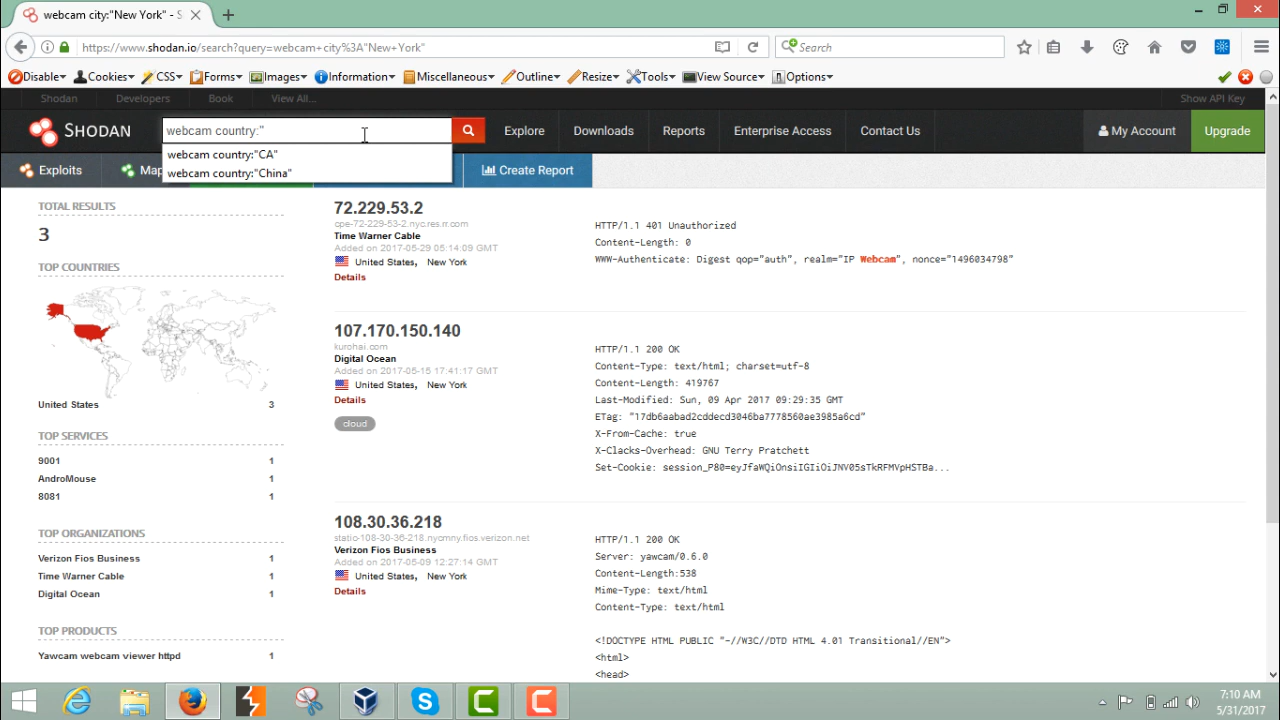 webcam city:"New York" - S
https://www.shodan.io/search?query=webcam+city%3A"New+York"
Search
Disable Cookies CSS Forms Images Information Miscellaneous Outline Resize Tools View Source Options
Shodan Developers Book View All... Show API Key
SHODAN webcam country:" Explore Downloads Reports Enterprise Access Contact Us My Account Upgrade
webcam country:"CA"
webcam country:"China"
Exploits Map Create Report
TOTAL RESULTS
3
TOP COUNTRIES
United States 3
TOP SERVICES
9001 1
AndroMouse 1
8081 1
TOP ORGANIZATIONS
Verizon Fios Business 1
Time Warner Cable 1
Digital Ocean 1
TOP PRODUCTS
Yawcam webcam viewer httpd 1
72.229.53.2
cpe-72-229-53-2.nyc.res.rr.com
Time Warner Cable
Added on 2017-05-29 05:14:09 GMT
United States, New York
Details
HTTP/1.1 401 Unauthorized
Content-Length: 0
WWW-Authenticate: Digest qop="auth", realm="IP Webcam", nonce="1496034798"
107.170.150.140
kurohai.com
Digital Ocean
Added on 2017-05-15 17:41:17 GMT
United States, New York
Details
cloud
HTTP/1.1 200 OK
Content-Type: text/html; charset=utf-8
Content-Length: 419767
Last-Modified: Sun, 09 Apr 2017 09:29:35 GMT
ETag: "17db6aabad2cddecd3046ba7778560ae3985a6cd"
X-From-Cache: true
X-Clacks-Overhead: GNU Terry Pratchett
Set-Cookie: session_P80=eyJfaWQiOnsiIGIiOiJNV05sTkRFMVpHSTBa...
108.30.36.218
static-108-30-36-218.nycmny.fios.verizon.net
Verizon Fios Business
Added on 2017-05-09 12:27:14 GMT
United States, New York
Details
HTTP/1.1 200 OK
Server: yawcam/0.6.0
Content-Length:538
Mime-Type: text/html
Content-Type: text/html
<!DOCTYPE HTML PUBLIC "-//W3C//DTD HTML 4.01 Transitional//EN">
<html>
<head>
7:10 AM
5/31/2017